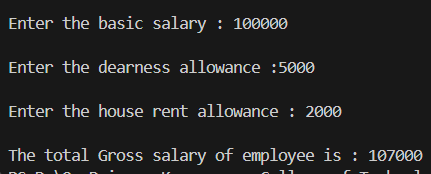 Enter the basic salary : 100000
Enter the dearness allowance :5000
Enter the house rent allowance : 2000
The total Gross salary of employee is : 107000